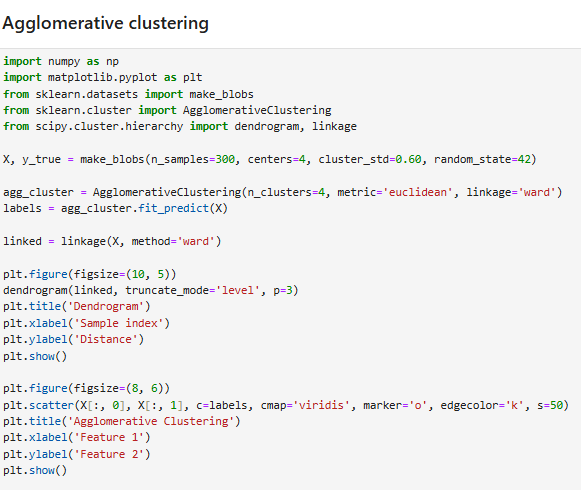 Agglomerative clustering
import numpy as np
import matplotlib.pyplot as plt
from sklearn.datasets import make_blobs
from sklearn.cluster import AgglomerativeClustering
from scipy.cluster.hierarchy import dendrogram, linkage
X, y_true = make_blobs(n_samples=300, centers=4, cluster_std=0.60, random_state=42)
agg_cluster = AgglomerativeClustering(n_clusters=4, metric='euclidean', linkage='ward')
labels = agg_cluster.fit_predict(X)
linked = linkage(X, method='ward')
plt.figure(figsize=(10, 5))
dendrogram(linked, truncate_mode='level', p=3)
plt.title('Dendrogram')
plt.xlabel('Sample index')
plt.ylabel('Distance')
plt.show()
plt.figure(figsize=(8, 6))
plt.scatter(X[:, 0], X[:, 1], c=labels, cmap='viridis', marker='o', edgecolor='k', s=50)
plt.title('Agglomerative Clustering')
plt.xlabel('Feature 1')
plt.ylabel('Feature 2')
plt.show()